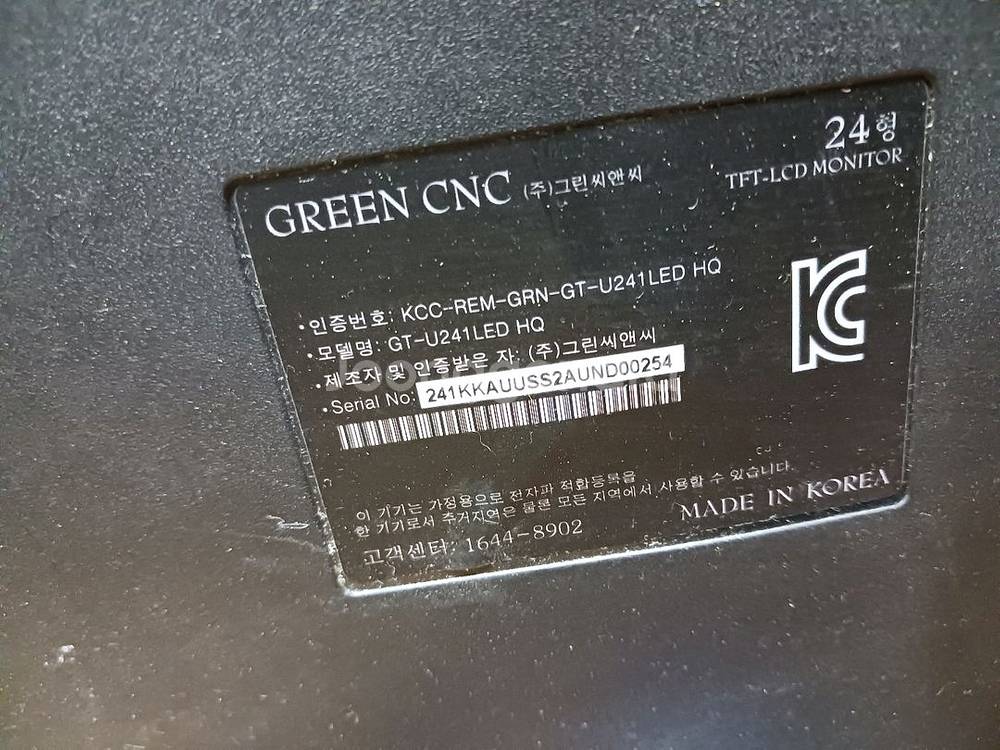 GREEN CNC (주)그린씨앤씨
24형
TFT-LCD MONITOR
·인증번호: KCC-REM-GRN-GT-U241LED HQ
·모델명: GT-U241LED HQ
·제조자 및 인증받은 자: (주)그린씨앤씨
·Serial No: 241KKAUUSS2AUND00254
이 기기는 가정용으로 전자파 적합등록을
한 기기로서 주거지역은 물론 모든 지역에서 사용할 수 있습니다.
고객센터: 1644-8902
MADE IN KOREA